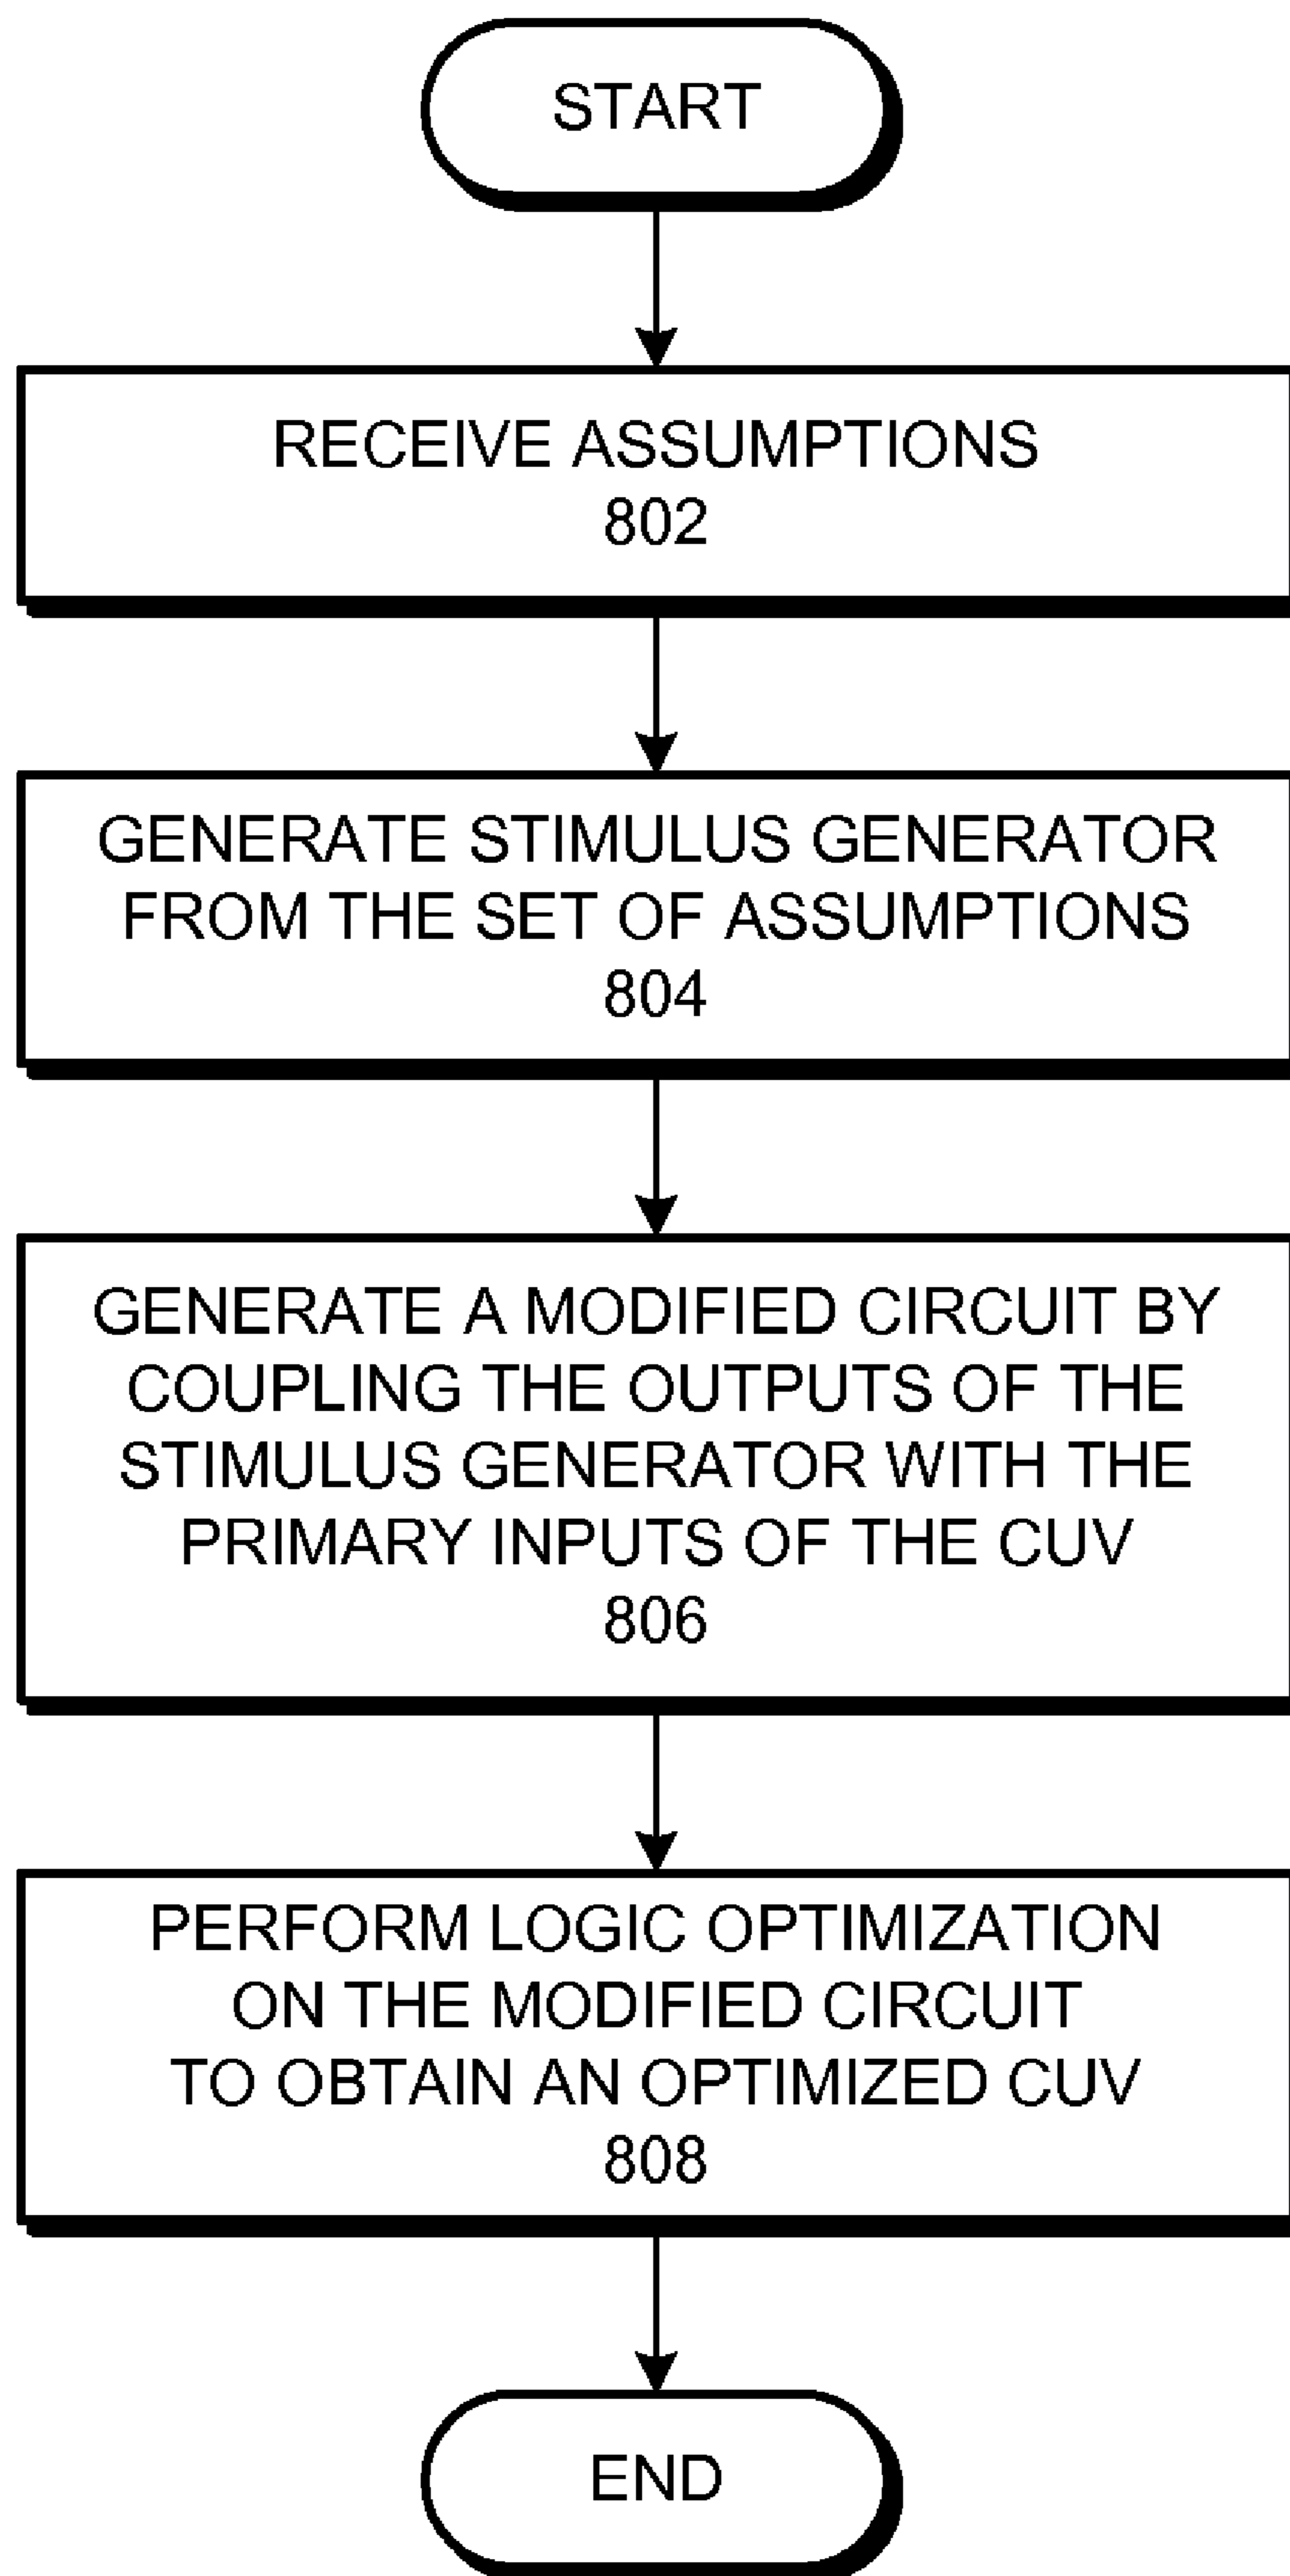 START
RECEIVE ASSUMPTIONS
802
GENERATE STIMULUS GENERATOR
FROM THE SET OF ASSUMPTIONS
804
GENERATE A MODIFIED CIRCUIT BY
COUPLING THE OUTPUTS OF THE
STIMULUS GENERATOR WITH THE
PRIMARY INPUTS OF THE CUV
806
PERFORM LOGIC OPTIMIZATION
ON THE MODIFIED CIRCUIT
TO OBTAIN AN OPTIMIZED CUV
808
END